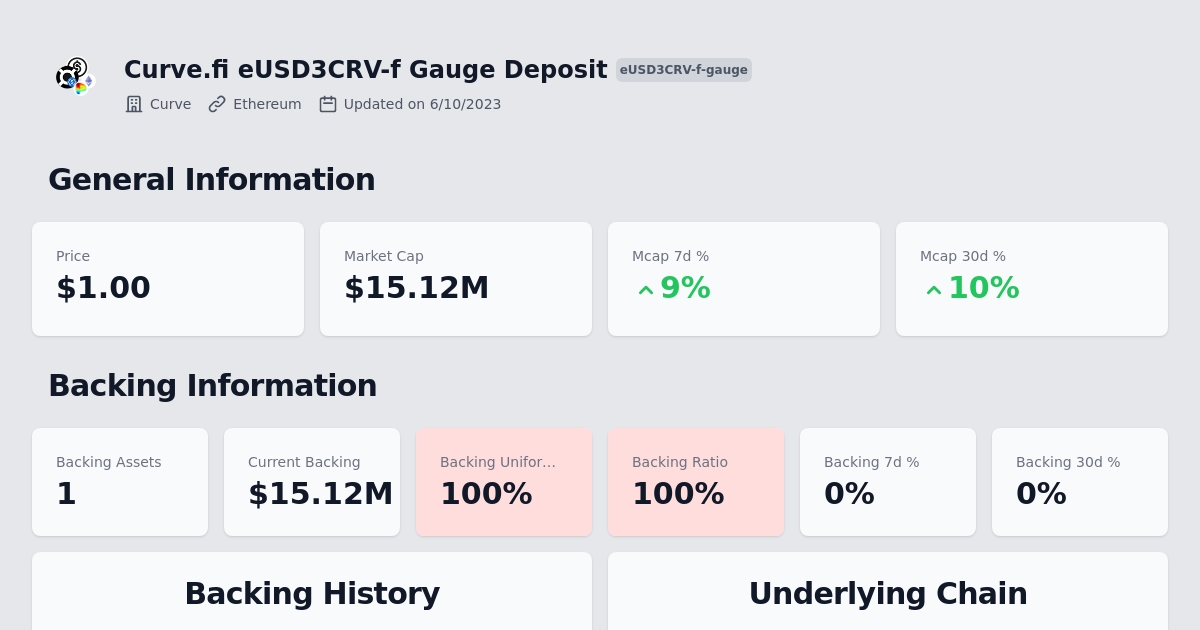 Curve.fi eUSD3CRV-f Gauge Deposit eUSD3CRV-f-gauge
Curve Ethereum Updated on 6/10/2023
General Information
Price Market Cap Mcap 7d % Mcap 30d %
$1.00 $15.12M 9% 10%
Backing Information
Backing Assets Current Backing Backing Unifor... Backing Ratio Backing 7d % Backing 30d %
1 $15.12M 100% 100% 0% 0%
Backing History Underlying Chain